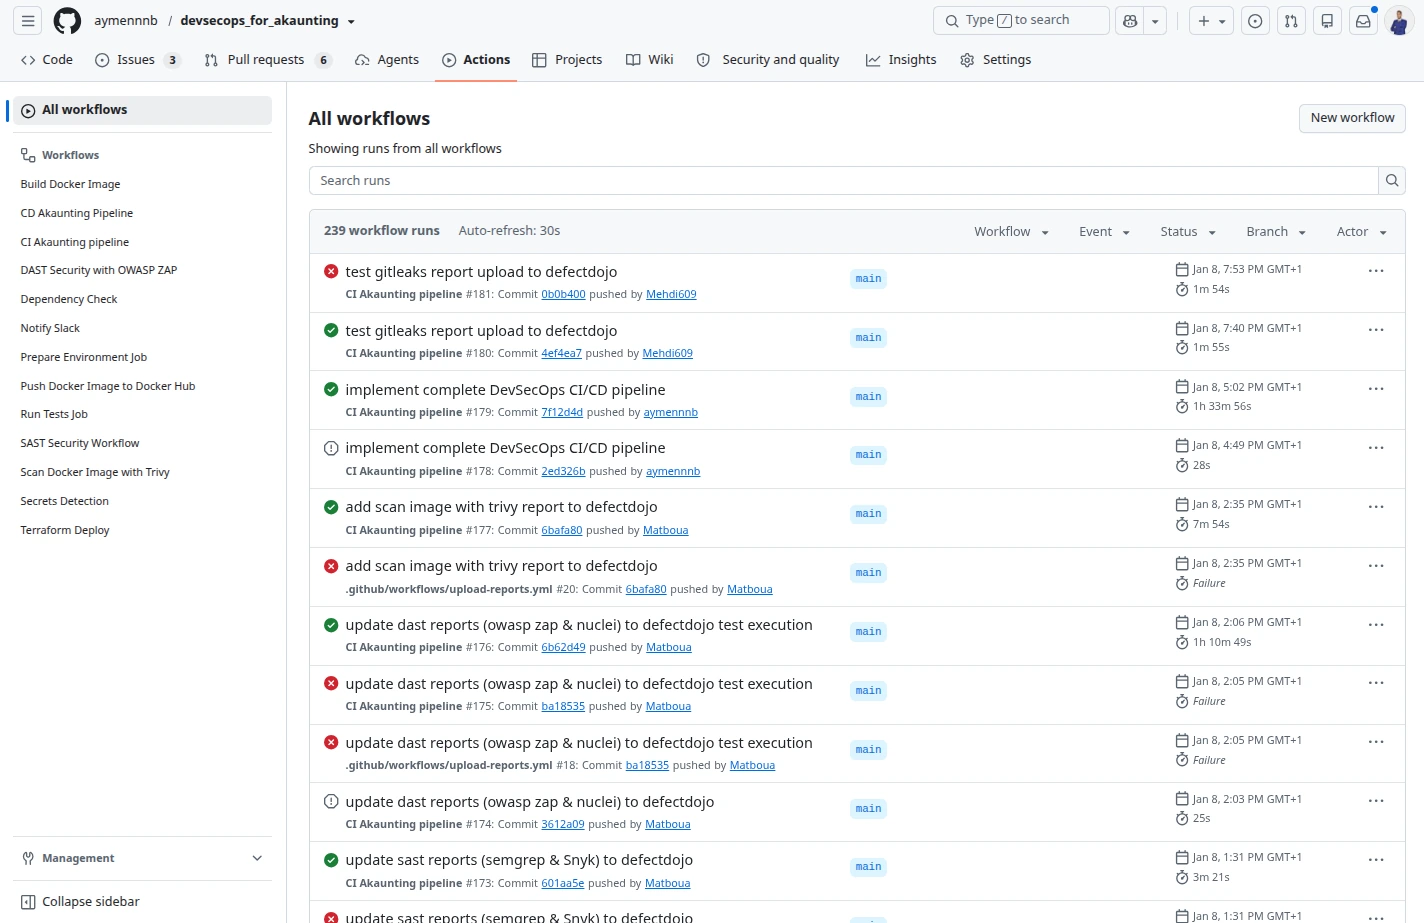 aymennnb / devsecops_for_akaunting
Type / to search
Code
Issues 3
Pull requests 6
Agents
Actions
Projects
Wiki
Security and quality
Insights
Settings
All workflows
Workflows
Build Docker Image
CD Akaunting Pipeline
CI Akaunting pipeline
DAST Security with OWASP ZAP
Dependency Check
Notify Slack
Prepare Environment Job
Push Docker Image to Docker Hub
Run Tests Job
SAST Security Workflow
Scan Docker Image with Trivy
Secrets Detection
Terraform Deploy
Management
Collapse sidebar
All workflows
New workflow
Showing runs from all workflows
Search runs
239 workflow runs Auto-refresh: 30s Workflow Event Status Branch Actor
test gitleaks report upload to defectdojo
CI Akaunting pipeline #181: Commit 0b0b400 pushed by Mehdi609
main
Jan 8, 7:53 PM GMT+1
1m 54s
test gitleaks report upload to defectdojo
CI Akaunting pipeline #180: Commit 4ef4ea7 pushed by Mehdi609
main
Jan 8, 7:40 PM GMT+1
1m 55s
implement complete DevSecOps CI/CD pipeline
CI Akaunting pipeline #179: Commit 7f12d4d pushed by aymennnb
main
Jan 8, 5:02 PM GMT+1
1h 33m 56s
implement complete DevSecOps CI/CD pipeline
CI Akaunting pipeline #178: Commit 2ed326b pushed by aymennnb
main
Jan 8, 4:49 PM GMT+1
28s
add scan image with trivy report to defectdojo
CI Akaunting pipeline #177: Commit 6bafa80 pushed by Matboua
main
Jan 8, 2:35 PM GMT+1
7m 54s
add scan image with trivy report to defectdojo
.github/workflows/upload-reports.yml #20: Commit 6bafa80 pushed by Matboua
main
Jan 8, 2:35 PM GMT+1
Failure
update dast reports (owasp zap & nuclei) to defectdojo test execution
CI Akaunting pipeline #176: Commit 6b62d49 pushed by Matboua
main
Jan 8, 2:06 PM GMT+1
1h 10m 49s
update dast reports (owasp zap & nuclei) to defectdojo test execution
CI Akaunting pipeline #175: Commit ba18535 pushed by Matboua
main
Jan 8, 2:05 PM GMT+1
Failure
update dast reports (owasp zap & nuclei) to defectdojo test execution
.github/workflows/upload-reports.yml #18: Commit ba18535 pushed by Matboua
main
Jan 8, 2:05 PM GMT+1
Failure
update dast reports (owasp zap & nuclei) to defectdojo
CI Akaunting pipeline #174: Commit 3612a09 pushed by Matboua
main
Jan 8, 2:03 PM GMT+1
25s
update sast reports (semgrep & Snyk) to defectdojo
CI Akaunting pipeline #173: Commit 601aa5e pushed by Matboua
main
Jan 8, 1:31 PM GMT+1
3m 21s
update sast reports (semgrep & Snyk) to defectdojo
Jan 8, 1:31 PM GMT+1